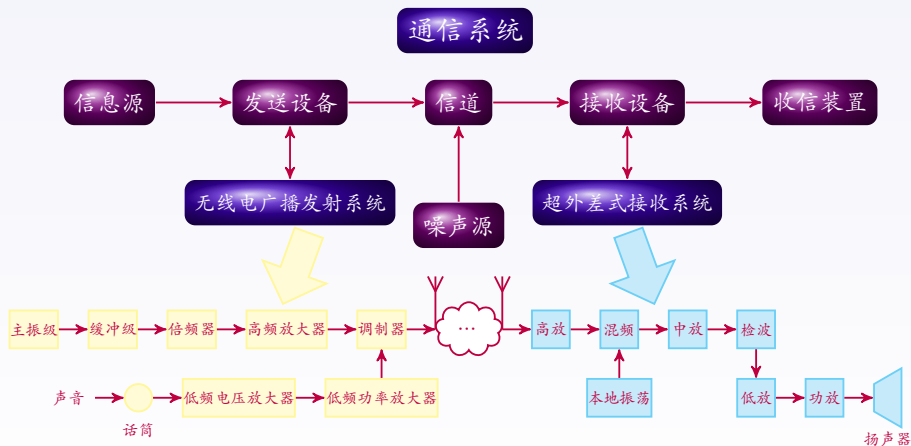 通信系统
信息源
发送设备
信道
接收设备
收信装置
无线电广播发射系统
噪声源
超外差式接收系统
主振级
缓冲级
倍频器
高频放大器
调制器
...
高放
混频
中放
检波
声音
话筒
低频电压放大器
低频功率放大器
本地振荡
低放
功放
扬声器